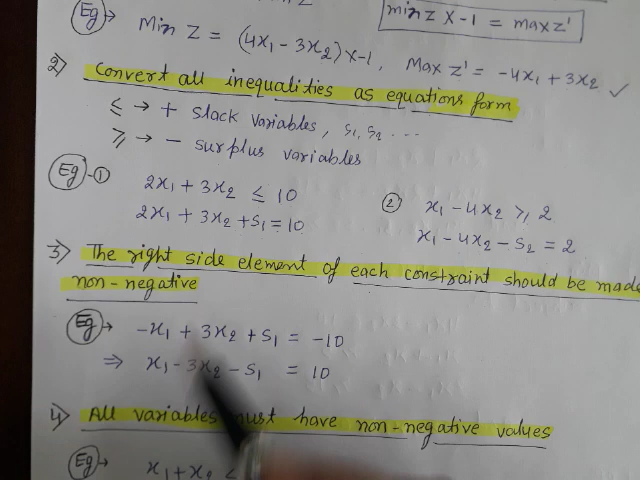 min Z x -1 = max Z'
Eg → Min Z = (4x₁ - 3x₂) x -1, Max Z' = -4x₁ + 3x₂ ✓
2) Convert all inequalities as equations form
≤ → + slack variables, s₁, s₂ ...
≥ → - surplus variables
Eg -① 2x₁ + 3x₂ ≤ 10
2x₁ + 3x₂ + s₁ = 10
② x₁ - 4x₂ ≥ 2
x₁ - 4x₂ - s₂ = 2
3) The right side element of each constraint should be made
non-negative
Eg → -x₁ + 3x₂ + s₁ = -10
⇒ x₁ - 3x₂ - s₁ = 10
4) All variables must have non-negative values
Eg → x₁ + x₂ ≤